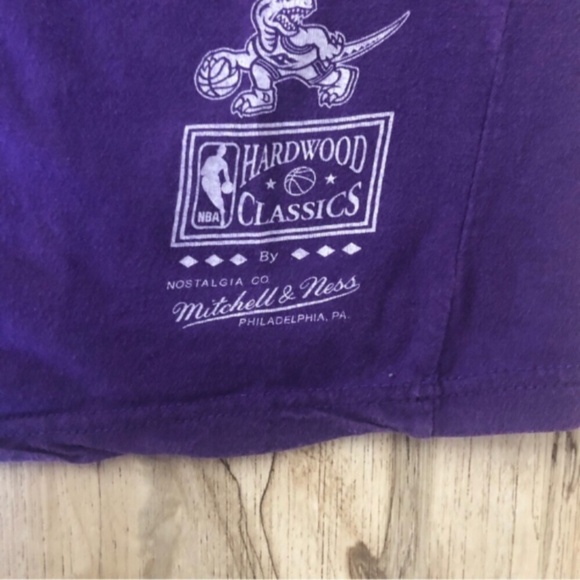 HARDWOOD
CLASSICS
NBA
By
NOSTALGIA CO.
Mitchell & Ness
PHILADELPHIA, PA.